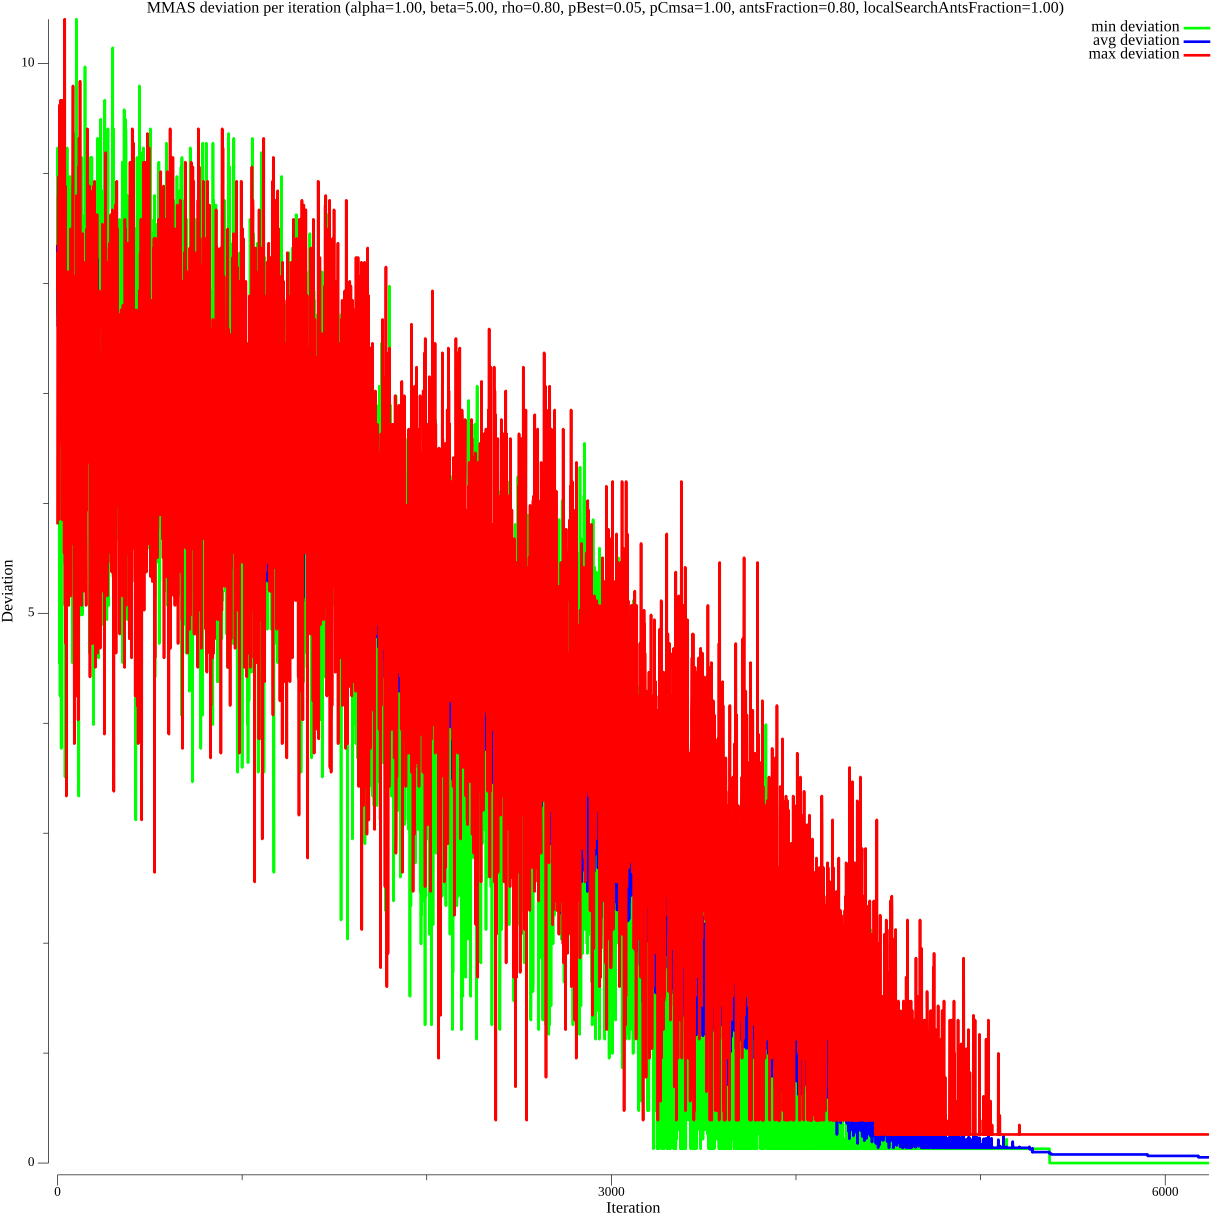 MMAS deviation per iteration (alpha=1.00, beta=5.00, rho=0.80, pBest=0.05, pCmsa=1.00, antsFraction=0.80, localSearchAntsFraction=1.00)
min deviation
avg deviation
max deviation
10
5
0
Deviation
0
3000
6000
Iteration